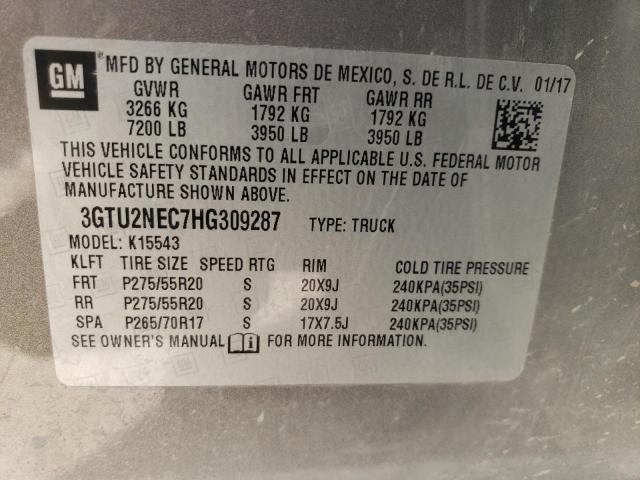 GM
® MFD BY GENERAL MOTORS DE MEXICO, S. DE R.L. DE C.V. 01/17
GVWR GAWR FRT GAWR RR
3266 KG 1792 KG 1792 KG
7200 LB 3950 LB 3950 LB
THIS VEHICLE CONFORMS TO ALL APPLICABLE U.S. FEDERAL MOTOR
VEHICLE SAFETY STANDARDS IN EFFECT ON THE DATE OF
MANUFACTURE SHOWN ABOVE.
3GTU2NEC7HG309287 TYPE: TRUCK
MODEL: K15543
KLFT TIRE SIZE SPEED RTG RIM COLD TIRE PRESSURE
FRT P275/55R20 S 20X9J 240KPA(35PSI)
RR P275/55R20 S 20X9J 240KPA(35PSI)
SPA P265/70R17 S 17X7.5J 240KPA(35PSI)
SEE OWNER'S MANUAL i FOR MORE INFORMATION.